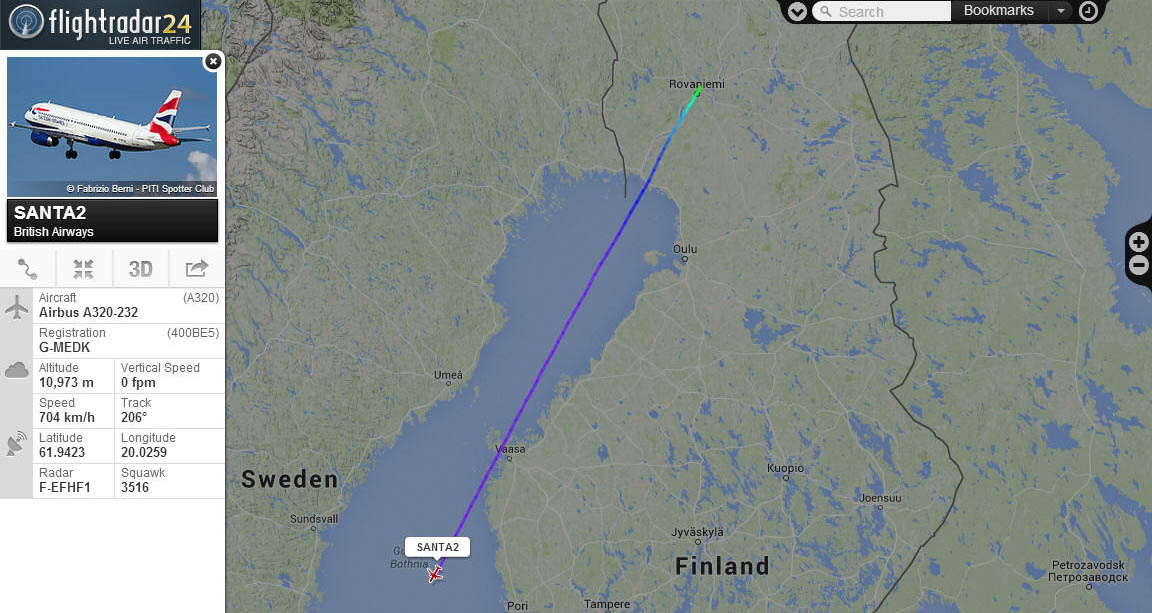 flightradar24
LIVE AIR TRAFFIC
Search
Bookmarks
© Fabrizio Berni - PITI Spotter Club
SANTA2
British Airways
3D
Aircraft (A320)
Airbus A320-232
Registration (400BE5)
G-MEDK
Altitude Vertical Speed
10,973 m 0 fpm
Speed Track
704 km/h 206°
Latitude Longitude
61.9423 20.0259
Radar Squawk
F-EFHF1 3516
Rovaniemi
Oulu
Umeå
Vaasa
Kuopio
Sweden
Joensuu
Sundsvall
Jyväskylä
SANTA2
Bothnia
Finland
Petrozavodsk
Петрозаводск
Pori
Tampere